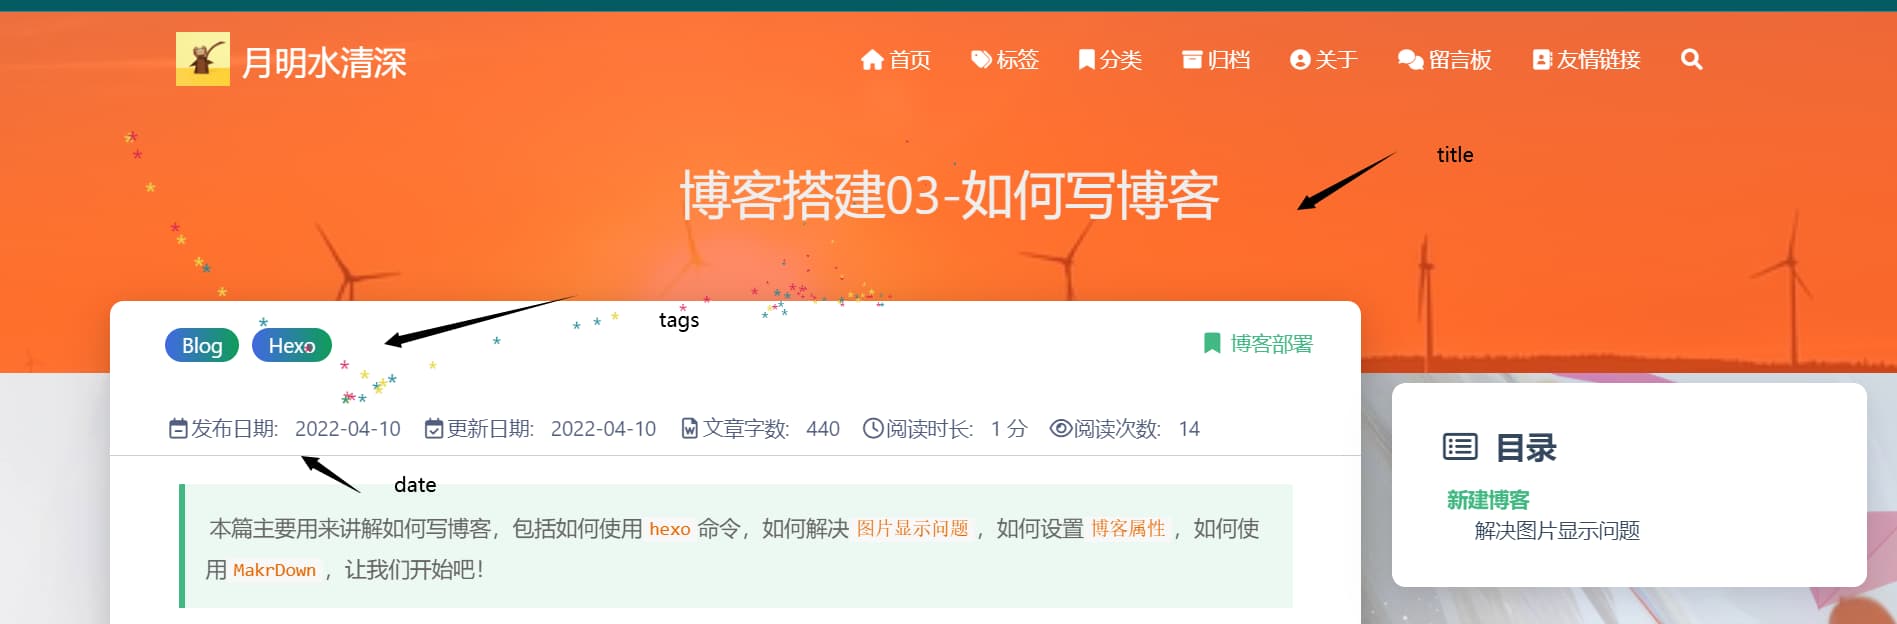 月明水清深
首页 标签 分类 归档 关于 留言板 友情链接
title
博客搭建03-如何写博客
tags
Blog Hexo 博客部署
发布日期: 2022-04-10 更新日期: 2022-04-10 文章字数: 440 阅读时长: 1 分 阅读次数: 14
date
本篇主要用来讲解如何写博客，包括如何使用 hexo 命令，如何解决 图片显示问题 ，如何设置 博客属性 ，如何使
用 MakrDown ，让我们开始吧！
目录
新建博客
解决图片显示问题